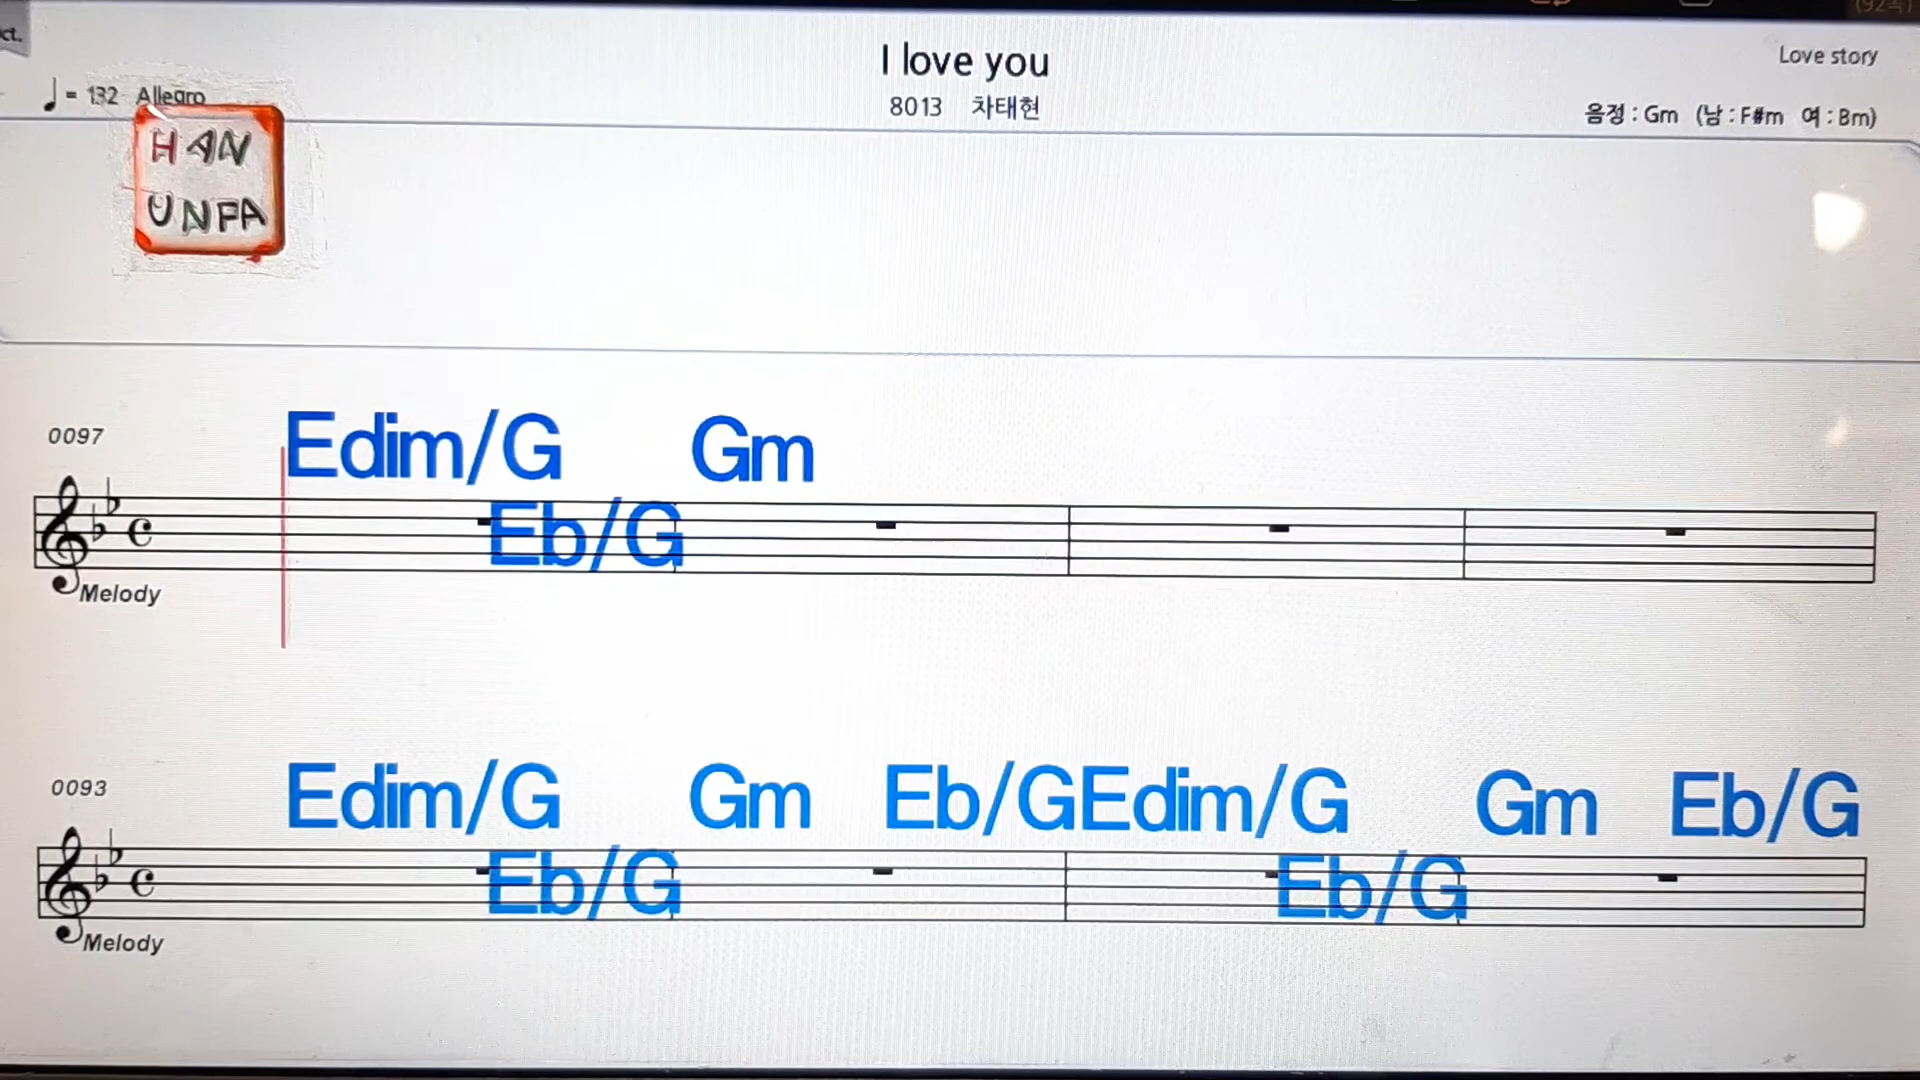 ct.
I love you
Love story
♩= 132 Allegro
8013 차태현
음정 : Gm (남 : F#m 여 : Bm)
HAN
UNPA
0097
Edim/G Gm
Eb/G
Melody
0093
Edim/G Gm Eb/G Edim/G Gm Eb/G
Eb/G Eb/G
Melody